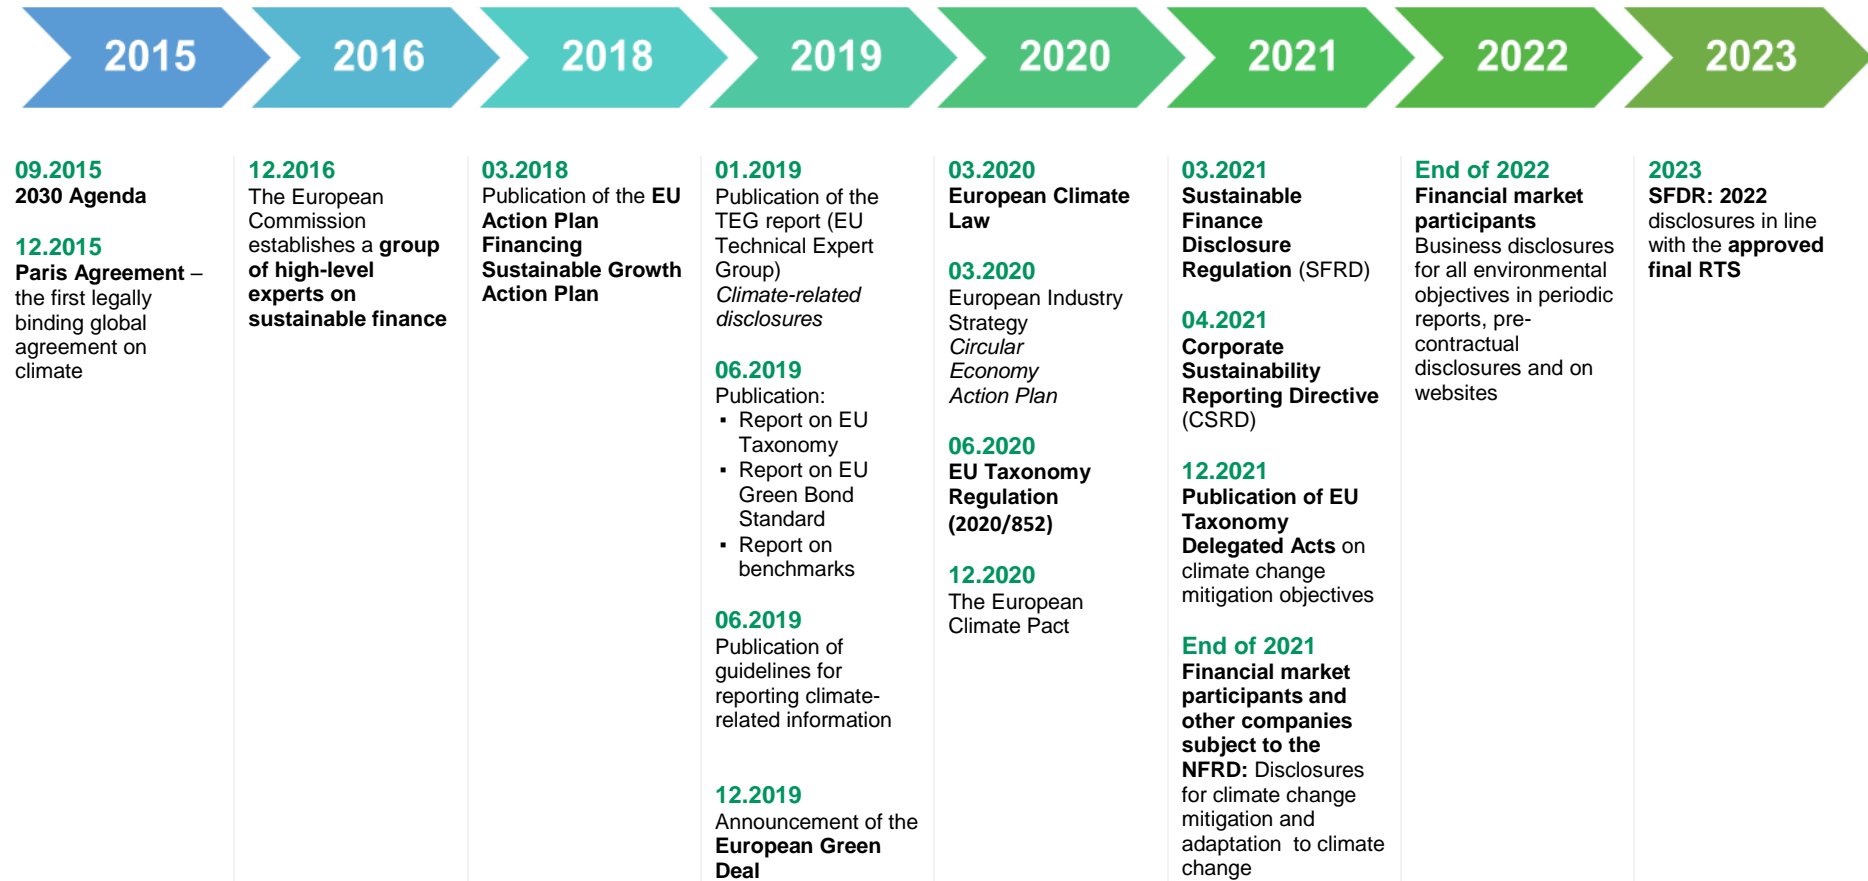 2015
2016
2018
2019
2020
2021
2022
2023
09.2015
2030 Agenda
12.2015
Paris Agreement –
the first legally
binding global
agreement on
climate
12.2016
The European
Commission
establishes a group
of high-level
experts on
sustainable finance
03.2018
Publication of the EU
Action Plan
Financing
Sustainable Growth
Action Plan
01.2019
Publication of the
TEG report (EU
Technical Expert
Group)
Climate-related
disclosures
06.2019
Publication:
▪ Report on EU
Taxonomy
▪ Report on EU
Green Bond
Standard
▪ Report on
benchmarks
06.2019
Publication of
guidelines for
reporting climate-
related information
12.2019
Announcement of the
European Green
Deal
03.2020
European Climate
Law
03.2020
European Industry
Strategy
Circular
Economy
Action Plan
06.2020
EU Taxonomy
Regulation
(2020/852)
12.2020
The European
Climate Pact
03.2021
Sustainable
Finance
Disclosure
Regulation (SFRD)
04.2021
Corporate
Sustainability
Reporting Directive
(CSRD)
12.2021
Publication of EU
Taxonomy
Delegated Acts on
climate change
mitigation objectives
End of 2021
Financial market
participants and
other companies
subject to the
NFRD: Disclosures
for climate change
mitigation and
adaptation to climate
change
End of 2022
Financial market
participants
Business disclosures
for all environmental
objectives in periodic
reports, pre-
contractual
disclosures and on
websites
2023
SFDR: 2022
disclosures in line
with the approved
final RTS